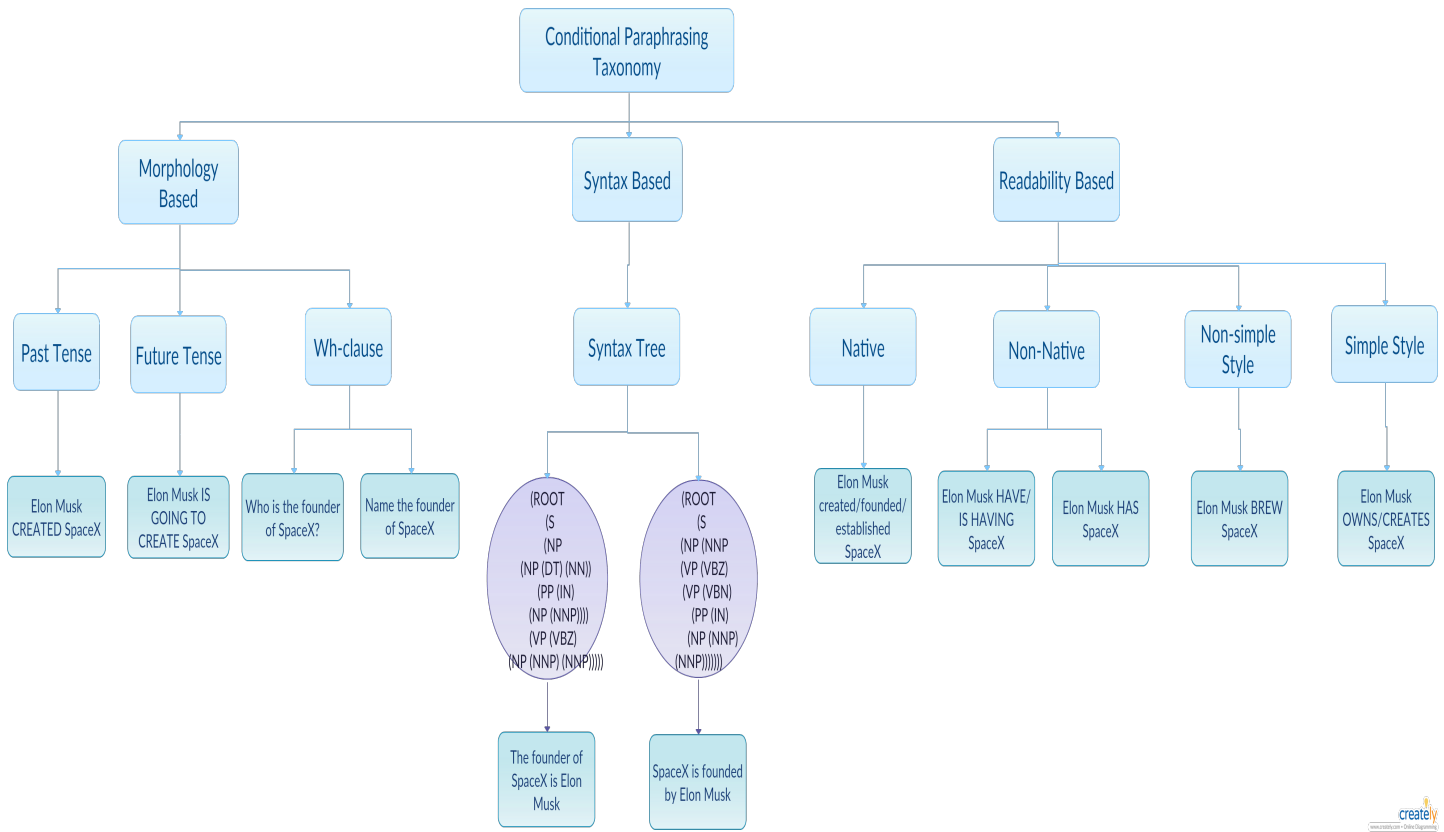 Conditional Paraphrasing
Taxonomy
Morphology
Based
Syntax Based
Readability Based
Past Tense
Future Tense
Wh-clause
Syntax Tree
Native
Non-Native
Non-simple
Style
Simple Style
Elon Musk
CREATED SpaceX
Elon Musk IS
GOING TO
CREATE SpaceX
Who is the founder
of SpaceX?
Name the founder
of SpaceX
(ROOT
(S
(NP
(NP (DT) (NN))
(PP (IN)
(NP (NNP))))
(VP (VBZ)
(NP (NNP) (NNP)))))
(ROOT
(S
(NP (NNP
(VP (VBZ)
(VP (VBN)
(PP (IN)
(NP (NNP)
(NNP)))))))
Elon Musk
created/founded/
established
SpaceX
Elon Musk HAVE/
IS HAVING
SpaceX
Elon Musk HAS
SpaceX
Elon Musk BREW
SpaceX
Elon Musk
OWNS/CREATES
SpaceX
The founder of
SpaceX is Elon
Musk
SpaceX is founded
by Elon Musk
creately
www.creately.com • Online Diagramming